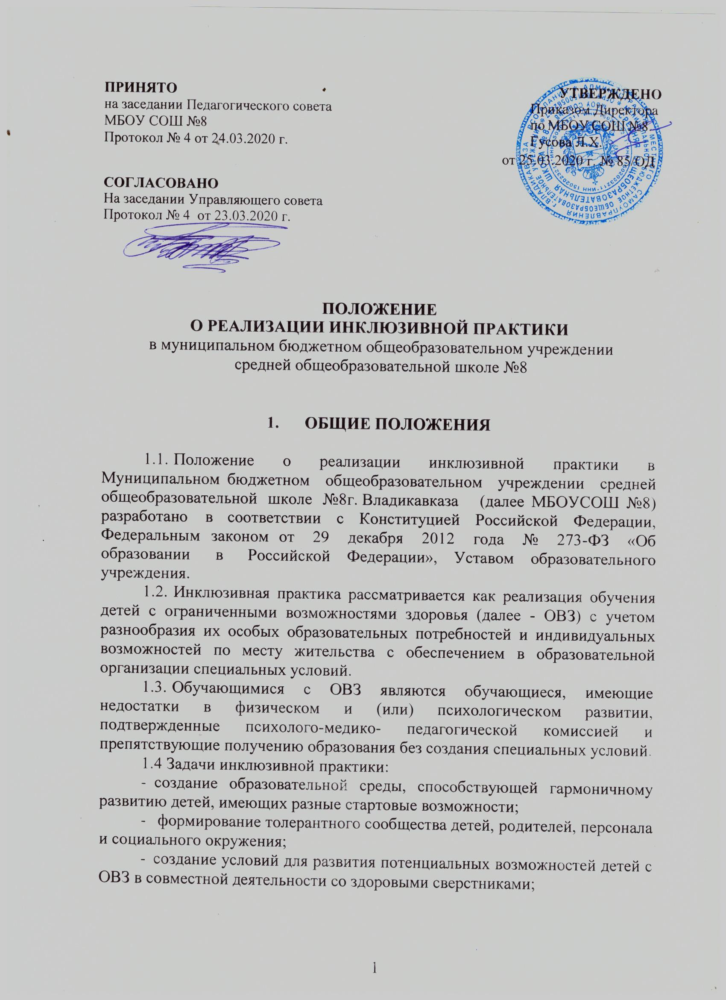 ПРИНЯТО
на заседании Педагогического совета
МБОУ СОШ №8
Протокол № 4 от 24.03.2020 г.
УТВЕРЖДЕНО
Приказом Директора
по МБОУ СОШ №8
Гусова Л.Х.
от 25.03.2020 г. № 85/ОД
СОГЛАСОВАНО
На заседании Управляющего совета
Протокол № 4 от 23.03.2020 г.
ПОЛОЖЕНИЕ
О РЕАЛИЗАЦИИ ИНКЛЮЗИВНОЙ ПРАКТИКИ
в муниципальном бюджетном общеобразовательном учреждении
средней общеобразовательной школе №8
1. ОБЩИЕ ПОЛОЖЕНИЯ
1.1. Положение о реализации инклюзивной практики в
Муниципальном бюджетном общеобразовательном учреждении средней
общеобразовательной школе №8г. Владикавказа (далее МБОУСОШ №8)
разработано в соответствии с Конституцией Российской Федерации,
Федеральным законом от 29 декабря 2012 года № 273-ФЗ «Об
образовании в Российской Федерации», Уставом образовательного
учреждения.
1.2. Инклюзивная практика рассматривается как реализация обучения
детей с ограниченными возможностями здоровья (далее - ОВЗ) с учетом
разнообразия их особых образовательных потребностей и индивидуальных
возможностей по месту жительства с обеспечением в образовательной
организации специальных условий.
1.3. Обучающимися с ОВЗ являются обучающиеся, имеющие
недостатки в физическом и (или) психологическом развитии,
подтвержденные психолого-медико- педагогической комиссией и
препятствующие получению образования без создания специальных условий.
1.4 Задачи инклюзивной практики:
- создание образовательной среды, способствующей гармоничному
развитию детей, имеющих разные стартовые возможности;
- формирование толерантного сообщества детей, родителей, персонала
и социального окружения;
- создание условий для развития потенциальных возможностей детей с
ОВЗ в совместной деятельности со здоровыми сверстниками;
1